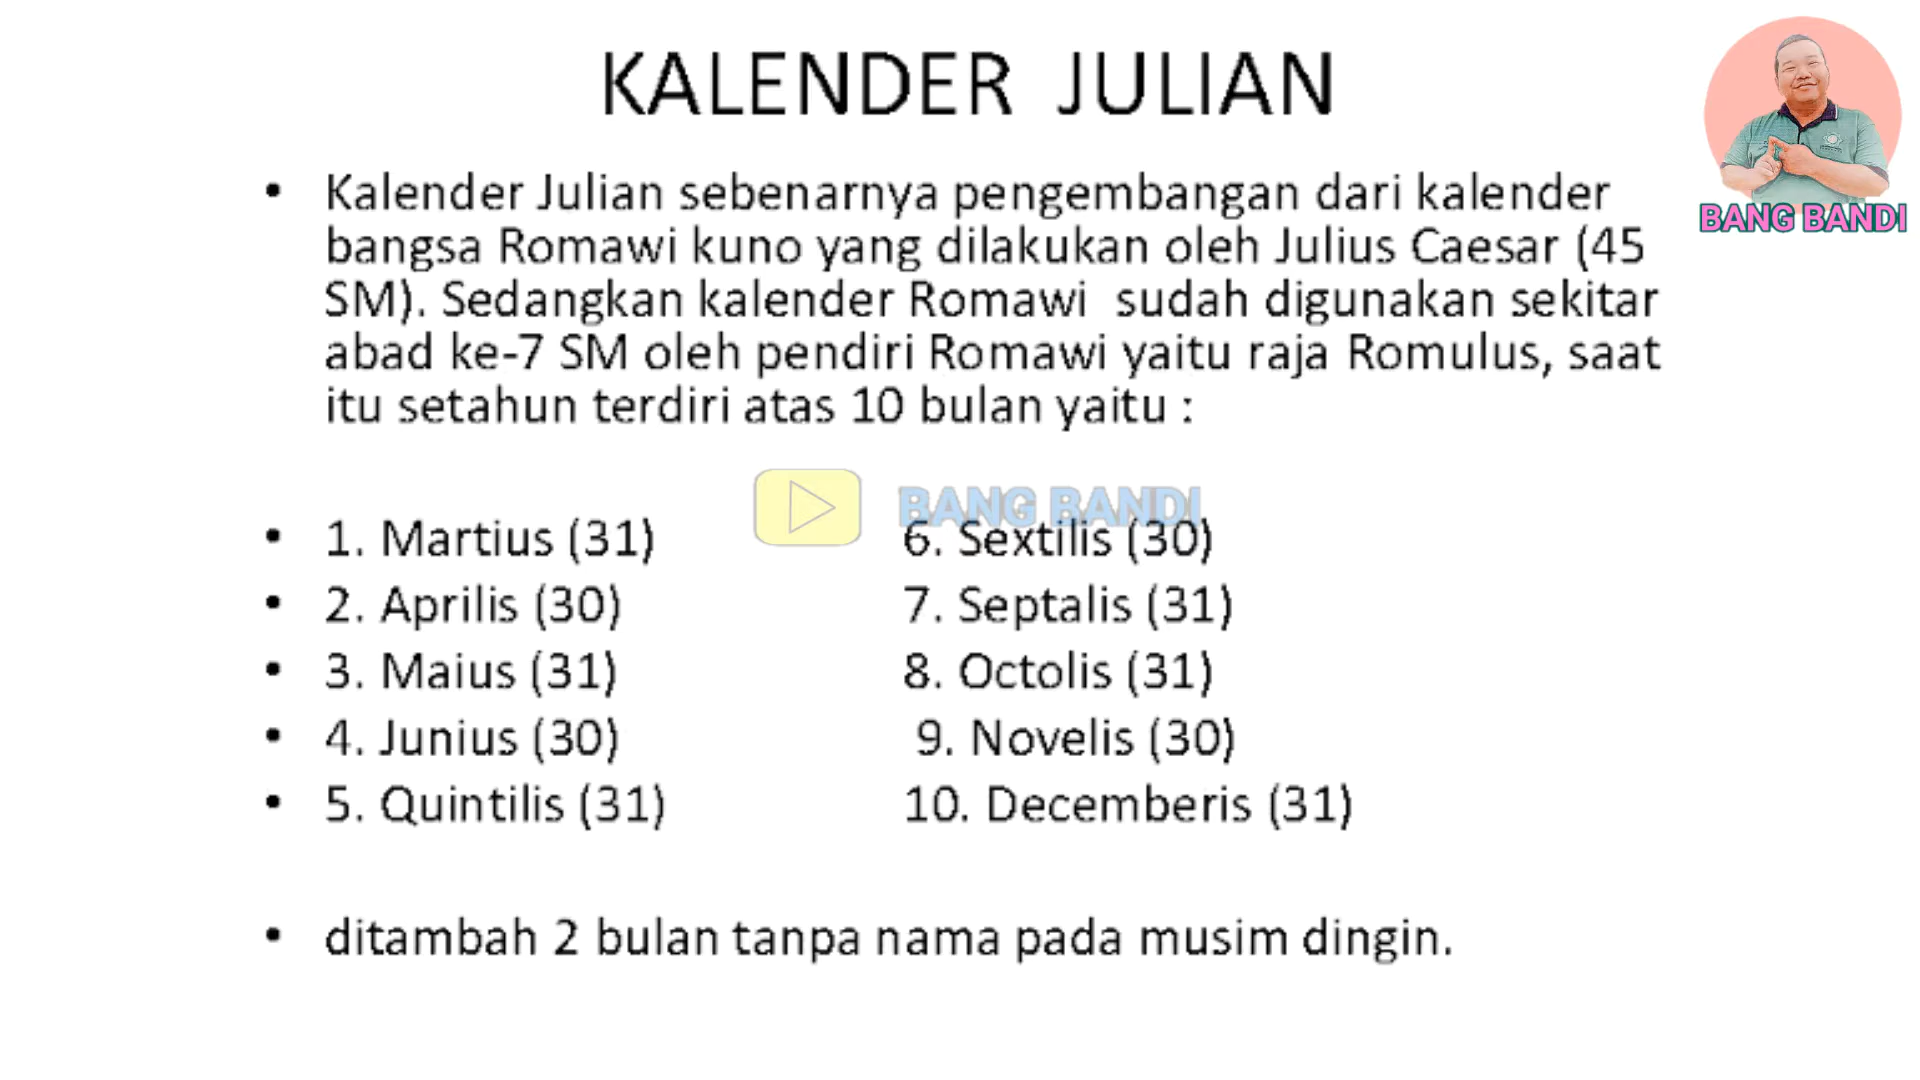 KALENDER JULIAN
BANG BANDI
• Kalender Julian sebenarnya pengembangan dari kalender
bangsa Romawi kuno yang dilakukan oleh Julius Caesar (45
SM). Sedangkan kalender Romawi sudah digunakan sekitar
abad ke-7 SM oleh pendiri Romawi yaitu raja Romulus, saat
itu setahun terdiri atas 10 bulan yaitu :
BANG BANDI
• 1. Martius (31) 6. Sextilis (30)
• 2. Aprilis (30) 7. Septalis (31)
• 3. Maius (31) 8. Octolis (31)
• 4. Junius (30) 9. Novelis (30)
• 5. Quintilis (31) 10. Decemberis (31)
• ditambah 2 bulan tanpa nama pada musim dingin.